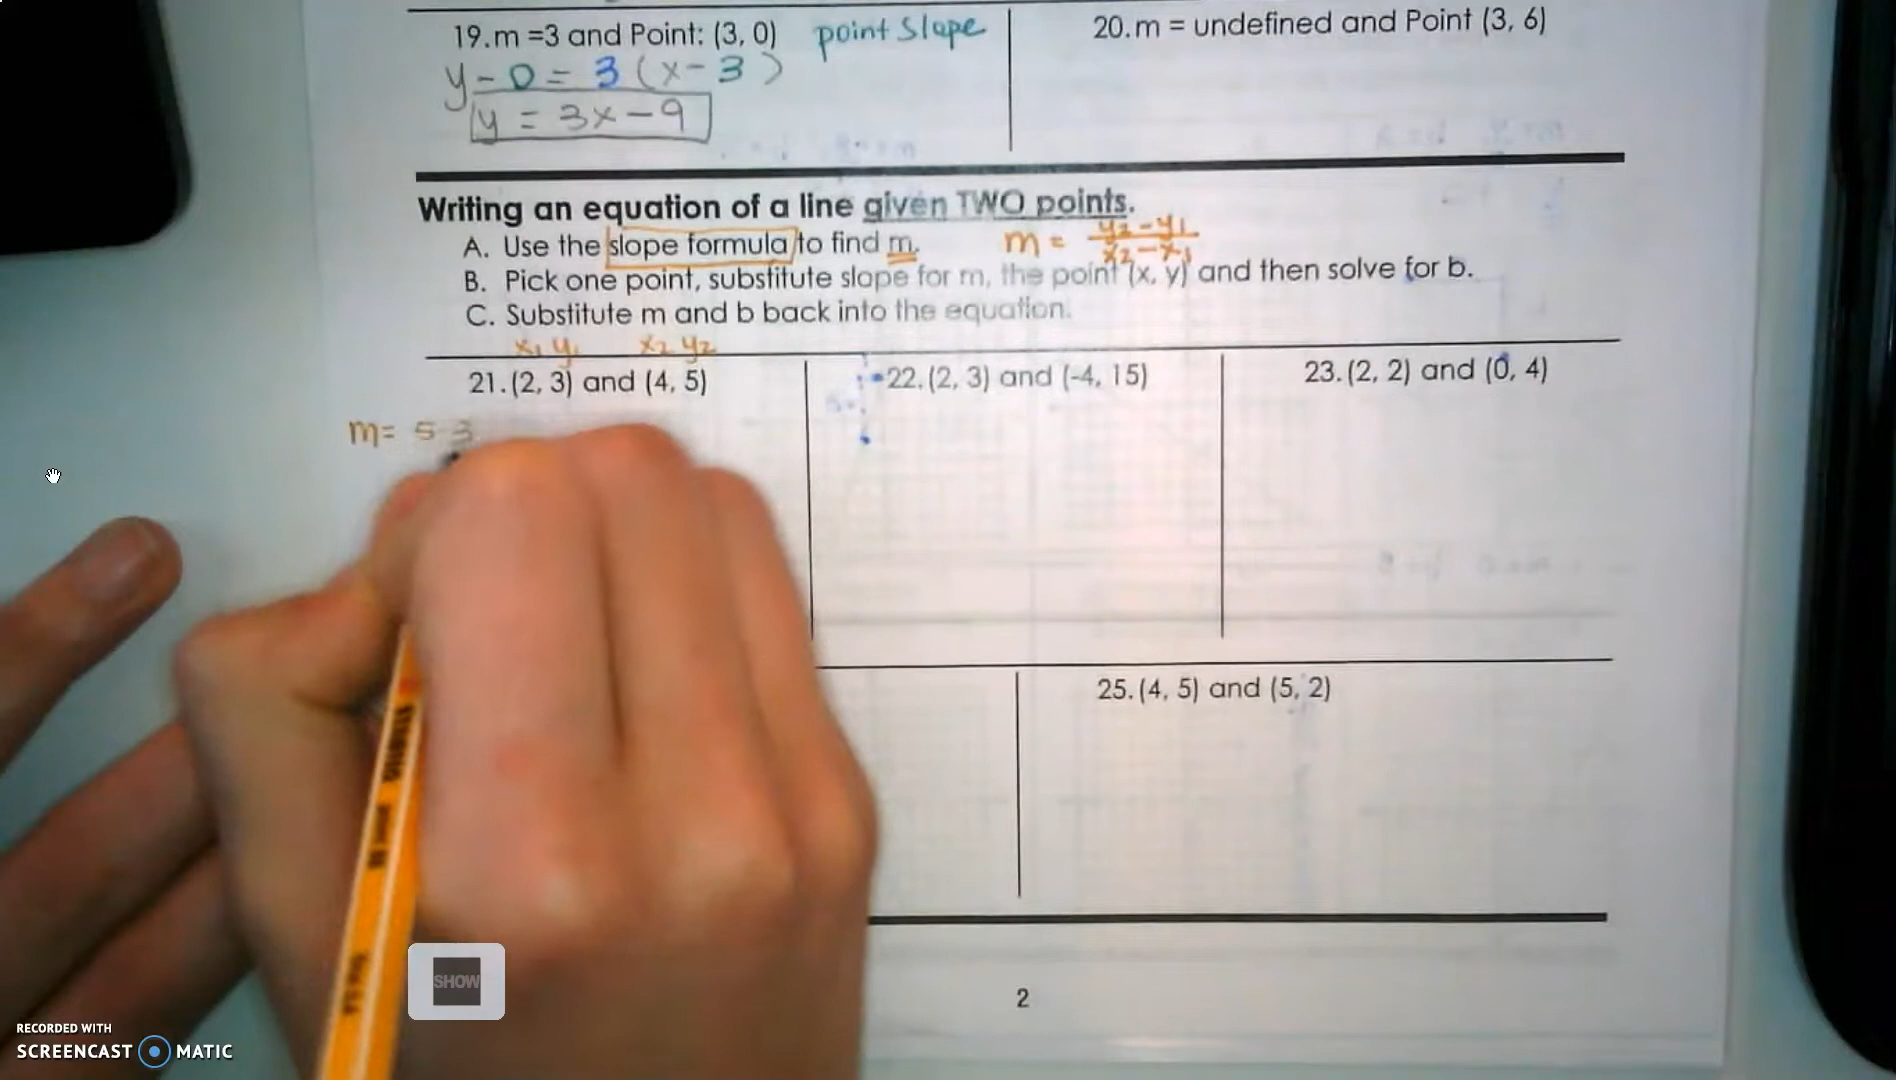 19. m =3 and Point: (3, 0) point slope
y - 0 = 3 (x - 3)
y = 3x - 9
20. m = undefined and Point (3, 6)
Writing an equation of a line given TWO points.
A. Use the slope formula to find m. m = y2 - y1 / x2 - x1
B. Pick one point, substitute slope for m, the point (x, y) and then solve for b.
C. Substitute m and b back into the equation.
x1 y1 x2 y2
21. (2, 3) and (4, 5)
m = 5-3
22. (2, 3) and (-4, 15)
23. (2, 2) and (0, 4)
25. (4, 5) and (5, 2)
SHOW
2
RECORDED WITH
SCREENCAST MATIC